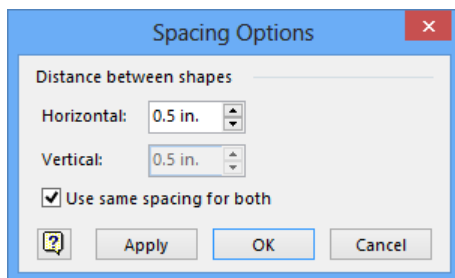 Spacing Options
Distance between shapes
Horizontal: 0.5 in.
Vertical: 0.5 in.
Use same spacing for both
? Apply OK Cancel